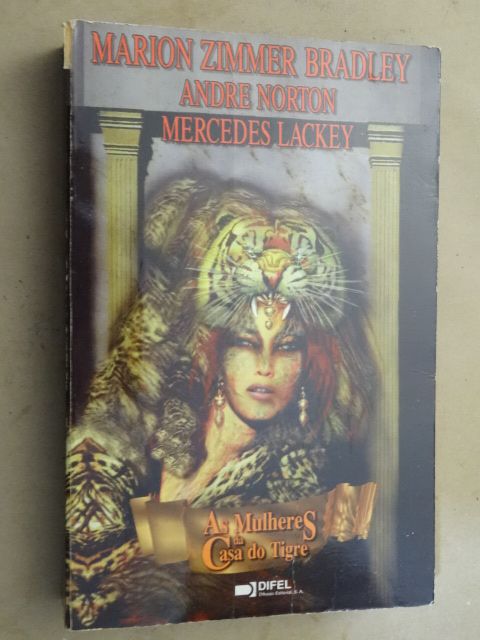 MARION ZIMMER BRADLEY
ANDRE NORTON
MERCEDES LACKEY
As MulhereS
da
Casa do Tigre
DIFEL
Difusão Editorial, S.A.